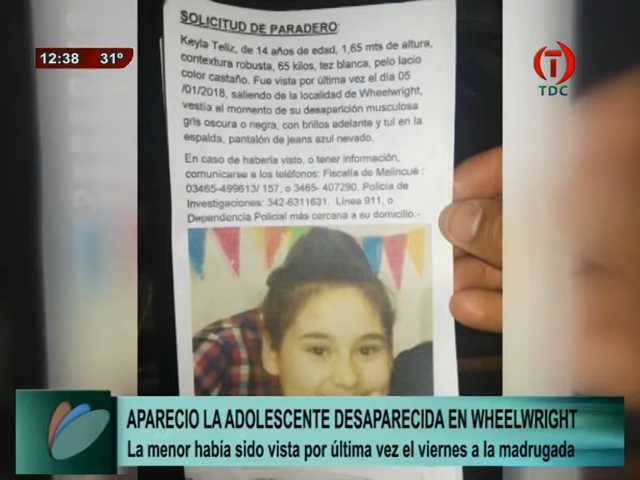 12:38 31º
TDC
SOLICITUD DE PARADERO:
Keyla Teliz, de 14 años de edad, 1,65 mts de altura,
contextura robusta, 65 kilos, tez blanca, pelo lacio
color castaño. Fue vista por última vez el día 05
/01/2018, saliendo de la localidad de Wheelwright,
vestía al momento de su desaparición musculosa
gris oscura o negra, con brillos adelante y tul en la
espalda, pantalón de jeans azul nevado.
En caso de haberla visto, o tener información,
comunicarse a los teléfonos: Fiscalía de Melincué :
03465-499613/ 157, o 3465- 407290. Policía de
Investigaciones: 342-6311631. Línea 911, o
Dependencia Policial más cercana a su domicilio.-
APARECIO LA ADOLESCENTE DESAPARECIDA EN WHEELWRIGHT
La menor había sido vista por última vez el viernes a la madrugada